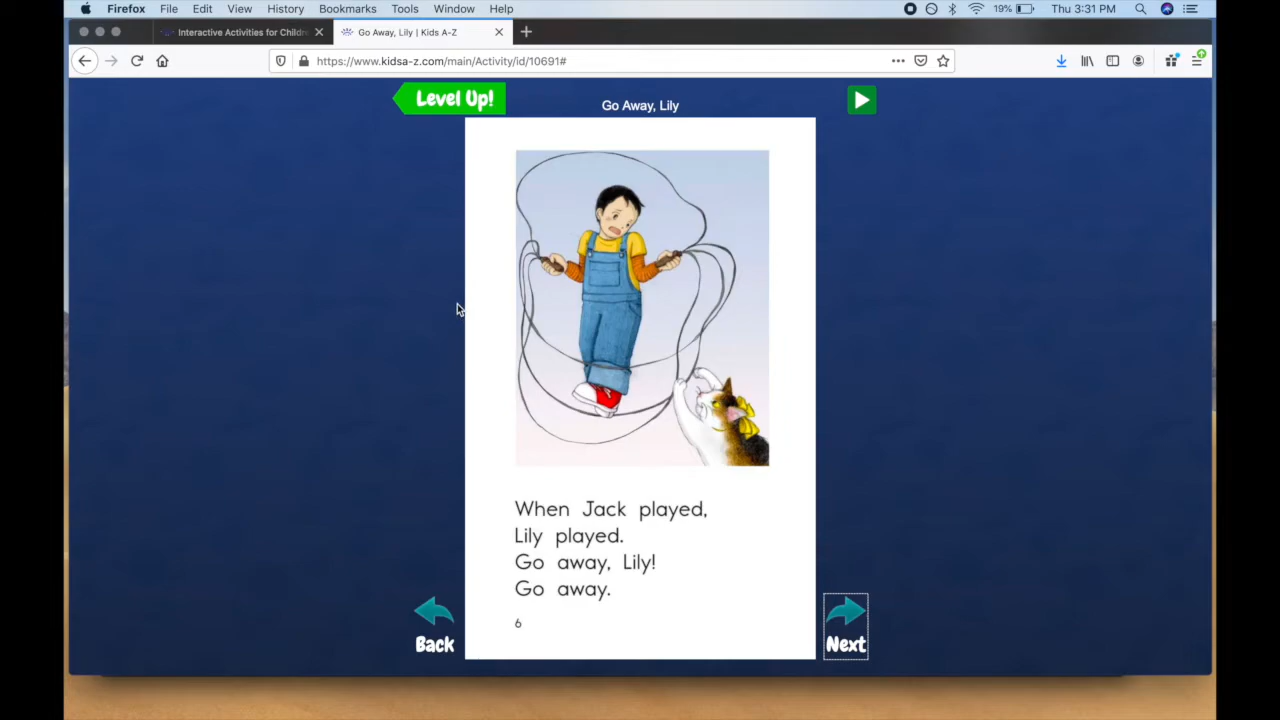 Firefox File Edit View History Bookmarks Tools Window Help 19% Thu 3:31 PM
Interactive Activities for Childr Go Away, Lily | Kids A-Z
https://www.kidsa-z.com/main/Activity/id/10691#
Level Up!
Go Away, Lily
When Jack played,
Lily played.
Go away, Lily!
Go away.
6
Back
Next